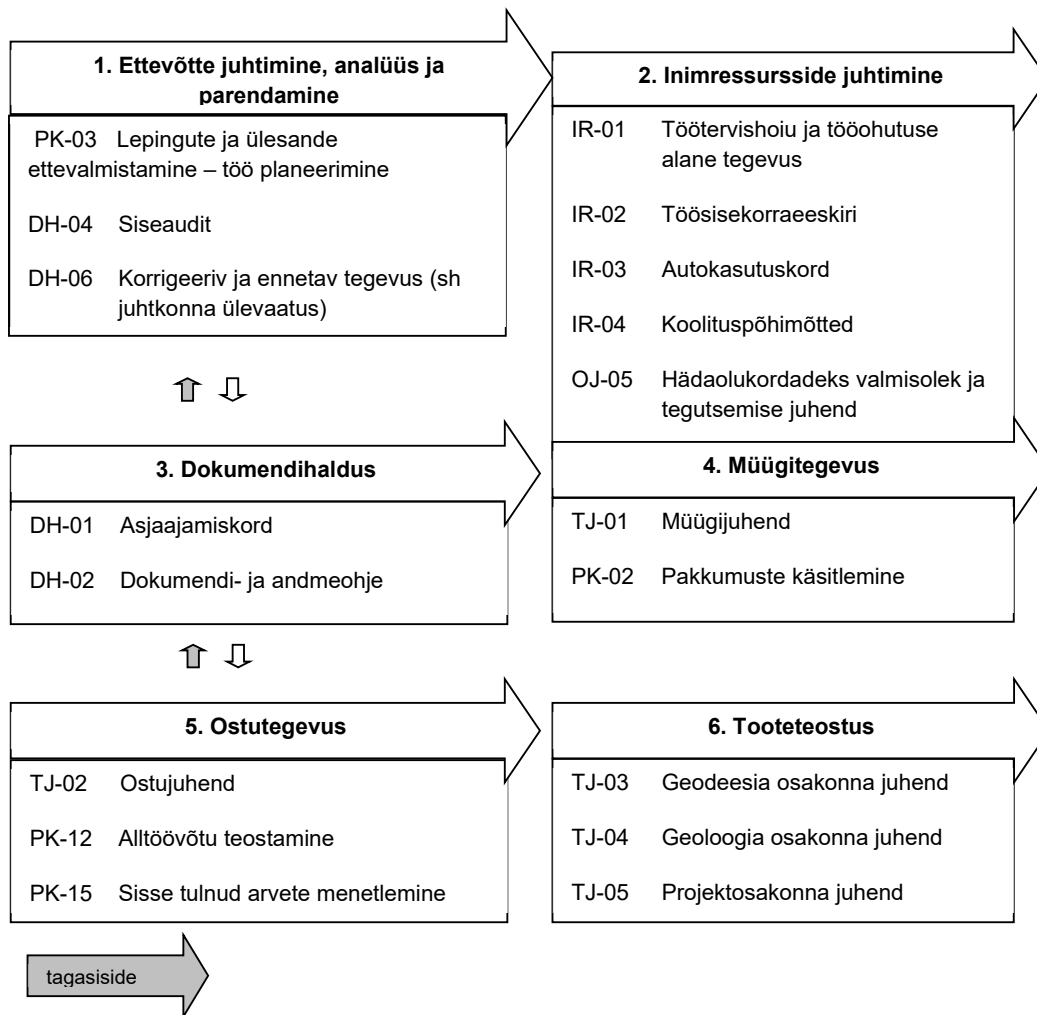 1. Ettevõtte juhtimine, analüüs ja
parendamine
PK-03 Lepingute ja ülesande
ettevalmistamine – töö planeerimine
DH-04 Siseaudit
DH-06 Korrigeeriv ja ennetav tegevus (sh
juhtkonna ülevaatus)
2. Inimressursside juhtimine
IR-01 Töötervishoiu ja tööohutuse
alane tegevus
IR-02 Töösisekorraeeskiri
IR-03 Autokasutuskord
IR-04 Koolituspõhimõtted
OJ-05 Hädaolukordadeks valmisolek ja
tegutsemise juhend
3. Dokumendihaldus
DH-01 Asjaajamiskord
DH-02 Dokumendi- ja andmeohje
4. Müügitegevus
TJ-01 Müügijuhend
PK-02 Pakkumuste käsitlemine
5. Ostutegevus
TJ-02 Ostujuhend
PK-12 Alltöövõtu teostamine
PK-15 Sisse tulnud arvete menetlemine
6. Tooteteostus
TJ-03 Geodeesia osakonna juhend
TJ-04 Geoloogia osakonna juhend
TJ-05 Projektosakonna juhend
tagasiside